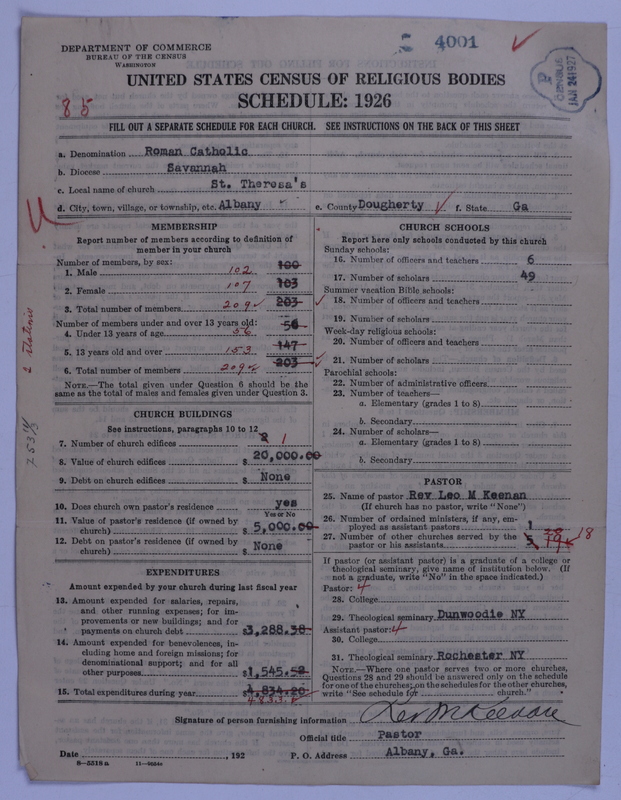 DEPARTMENT OF COMMERCE
BUREAU OF THE CENSUS
WASHINGTON
4001
CENSUS
JAN 24 1927
UNITED STATES CENSUS OF RELIGIOUS BODIES
SCHEDULE: 1926
85
FILL OUT A SEPARATE SCHEDULE FOR EACH CHURCH. SEE INSTRUCTIONS ON THE BACK OF THIS SHEET
a. Denomination Roman Catholic
b. Diocese Savannah
c. Local name of church St. Theresa's
d. City, town, village, or township, etc. Albany e. County Dougherty f. State Ga
MEMBERSHIP
Report number of members according to definition of
member in your church
Number of members, by sex:
1. Male 102 100
2. Female 107 103
3. Total number of members 209 203
Number of members under and over 13 years old:
4. Under 13 years of age 56 56
5. 13 years old and over 153 147
6. Total number of members 209 203
NOTE.—The total given under Question 6 should be the
same as the total of males and females given under Question 3.
CHURCH BUILDINGS
See instructions, paragraphs 10 to 12
7. Number of church edifices 2 1
8. Value of church edifices $ 20,000.00
9. Debt on church edifices $ None
10. Does church own pastor's residence yes
Yes or No
11. Value of pastor's residence (if owned by
church) $ 5,000.00
12. Debt on pastor's residence (if owned by
church) $ None
EXPENDITURES
Amount expended by your church during last fiscal year
13. Amount expended for salaries, repairs,
and other running expenses; for im-
provements or new buildings; and for
payments on church debt $3,288.38
14. Amount expended for benevolences, in-
cluding home and foreign missions; for
denominational support; and for all
other purposes $1,545.52
15. Total expenditures during year $4,834.20
4833
CHURCH SCHOOLS
Report here only schools conducted by this church
Sunday schools:
16. Number of officers and teachers 6
17. Number of scholars 49
Summer vacation Bible schools:
18. Number of officers and teachers
19. Number of scholars
Week-day religious schools:
20. Number of officers and teachers
21. Number of scholars
Parochial schools:
22. Number of administrative officers
23. Number of teachers—
a. Elementary (grades 1 to 8)
b. Secondary
24. Number of scholars—
a. Elementary (grades 1 to 8)
b. Secondary
PASTOR
25. Name of pastor Rev Leo M Keenan
(If church has no pastor, write "None")
26. Number of ordained ministers, if any, em-
ployed as assistant pastors 1
27. Number of other churches served by the
pastor or his assistants 5 19 18
If pastor (or assistant pastor) is a graduate of a college or
theological seminary, give name of institution below. (If
not a graduate, write "No" in the space indicated.)
Pastor: 4
28. College
29. Theological seminary Dunwoodie NY
Assistant pastor: 4
30. College
31. Theological seminary Rochester NY
NOTE.—Where one pastor serves two or more churches,
Questions 28 and 29 should be answered only on the schedule
for one of the churches; on the schedules for the other churches,
write "See schedule for church."
Signature of person furnishing information Leo M Keenan
Official title Pastor
Date , 192 P. O. Address Albany, Ga.
8—5518 a